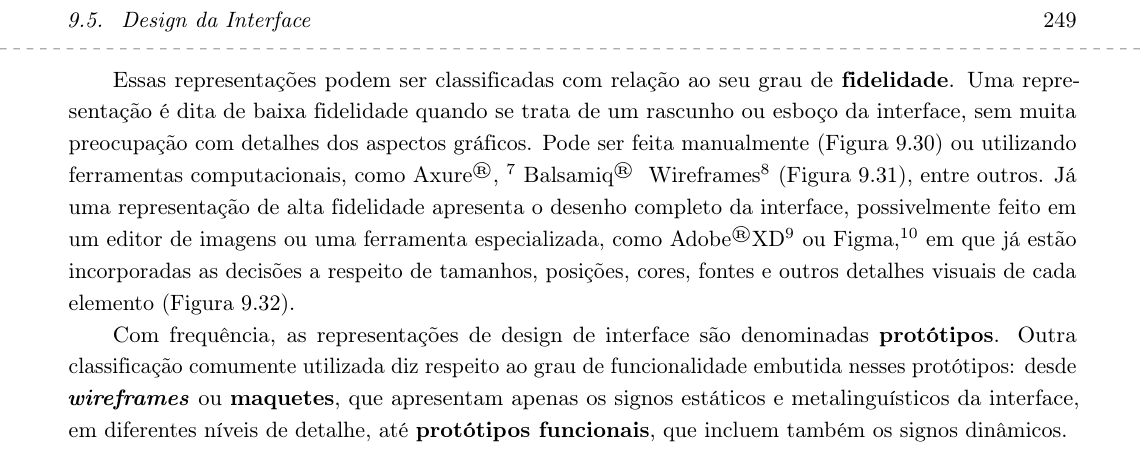 9.5. Design da Interface 249
Essas representações podem ser classificadas com relação ao seu grau de fidelidade. Uma repre-
sentação é dita de baixa fidelidade quando se trata de um rascunho ou esboço da interface, sem muita
preocupação com detalhes dos aspectos gráficos. Pode ser feita manualmente (Figura 9.30) ou utilizando
ferramentas computacionais, como Axure®, ⁷ Balsamiq® Wireframes⁸ (Figura 9.31), entre outros. Já
uma representação de alta fidelidade apresenta o desenho completo da interface, possivelmente feito em
um editor de imagens ou uma ferramenta especializada, como Adobe®XD⁹ ou Figma,¹⁰ em que já estão
incorporadas as decisões a respeito de tamanhos, posições, cores, fontes e outros detalhes visuais de cada
elemento (Figura 9.32).
Com frequência, as representações de design de interface são denominadas protótipos. Outra
classificação comumente utilizada diz respeito ao grau de funcionalidade embutida nesses protótipos: desde
wireframes ou maquetes, que apresentam apenas os signos estáticos e metalinguísticos da interface,
em diferentes níveis de detalhe, até protótipos funcionais, que incluem também os signos dinâmicos.